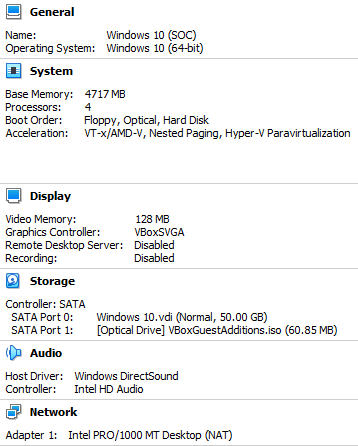 General
Name: Windows 10 (SOC)
Operating System: Windows 10 (64-bit)
System
Base Memory: 4717 MB
Processors: 4
Boot Order: Floppy, Optical, Hard Disk
Acceleration: VT-x/AMD-V, Nested Paging, Hyper-V Paravirtualization
Display
Video Memory: 128 MB
Graphics Controller: VBoxSVGA
Remote Desktop Server: Disabled
Recording: Disabled
Storage
Controller: SATA
SATA Port 0: Windows 10.vdi (Normal, 50.00 GB)
SATA Port 1: [Optical Drive] VBoxGuestAdditions.iso (60.85 MB)
Audio
Host Driver: Windows DirectSound
Controller: Intel HD Audio
Network
Adapter 1: Intel PRO/1000 MT Desktop (NAT)